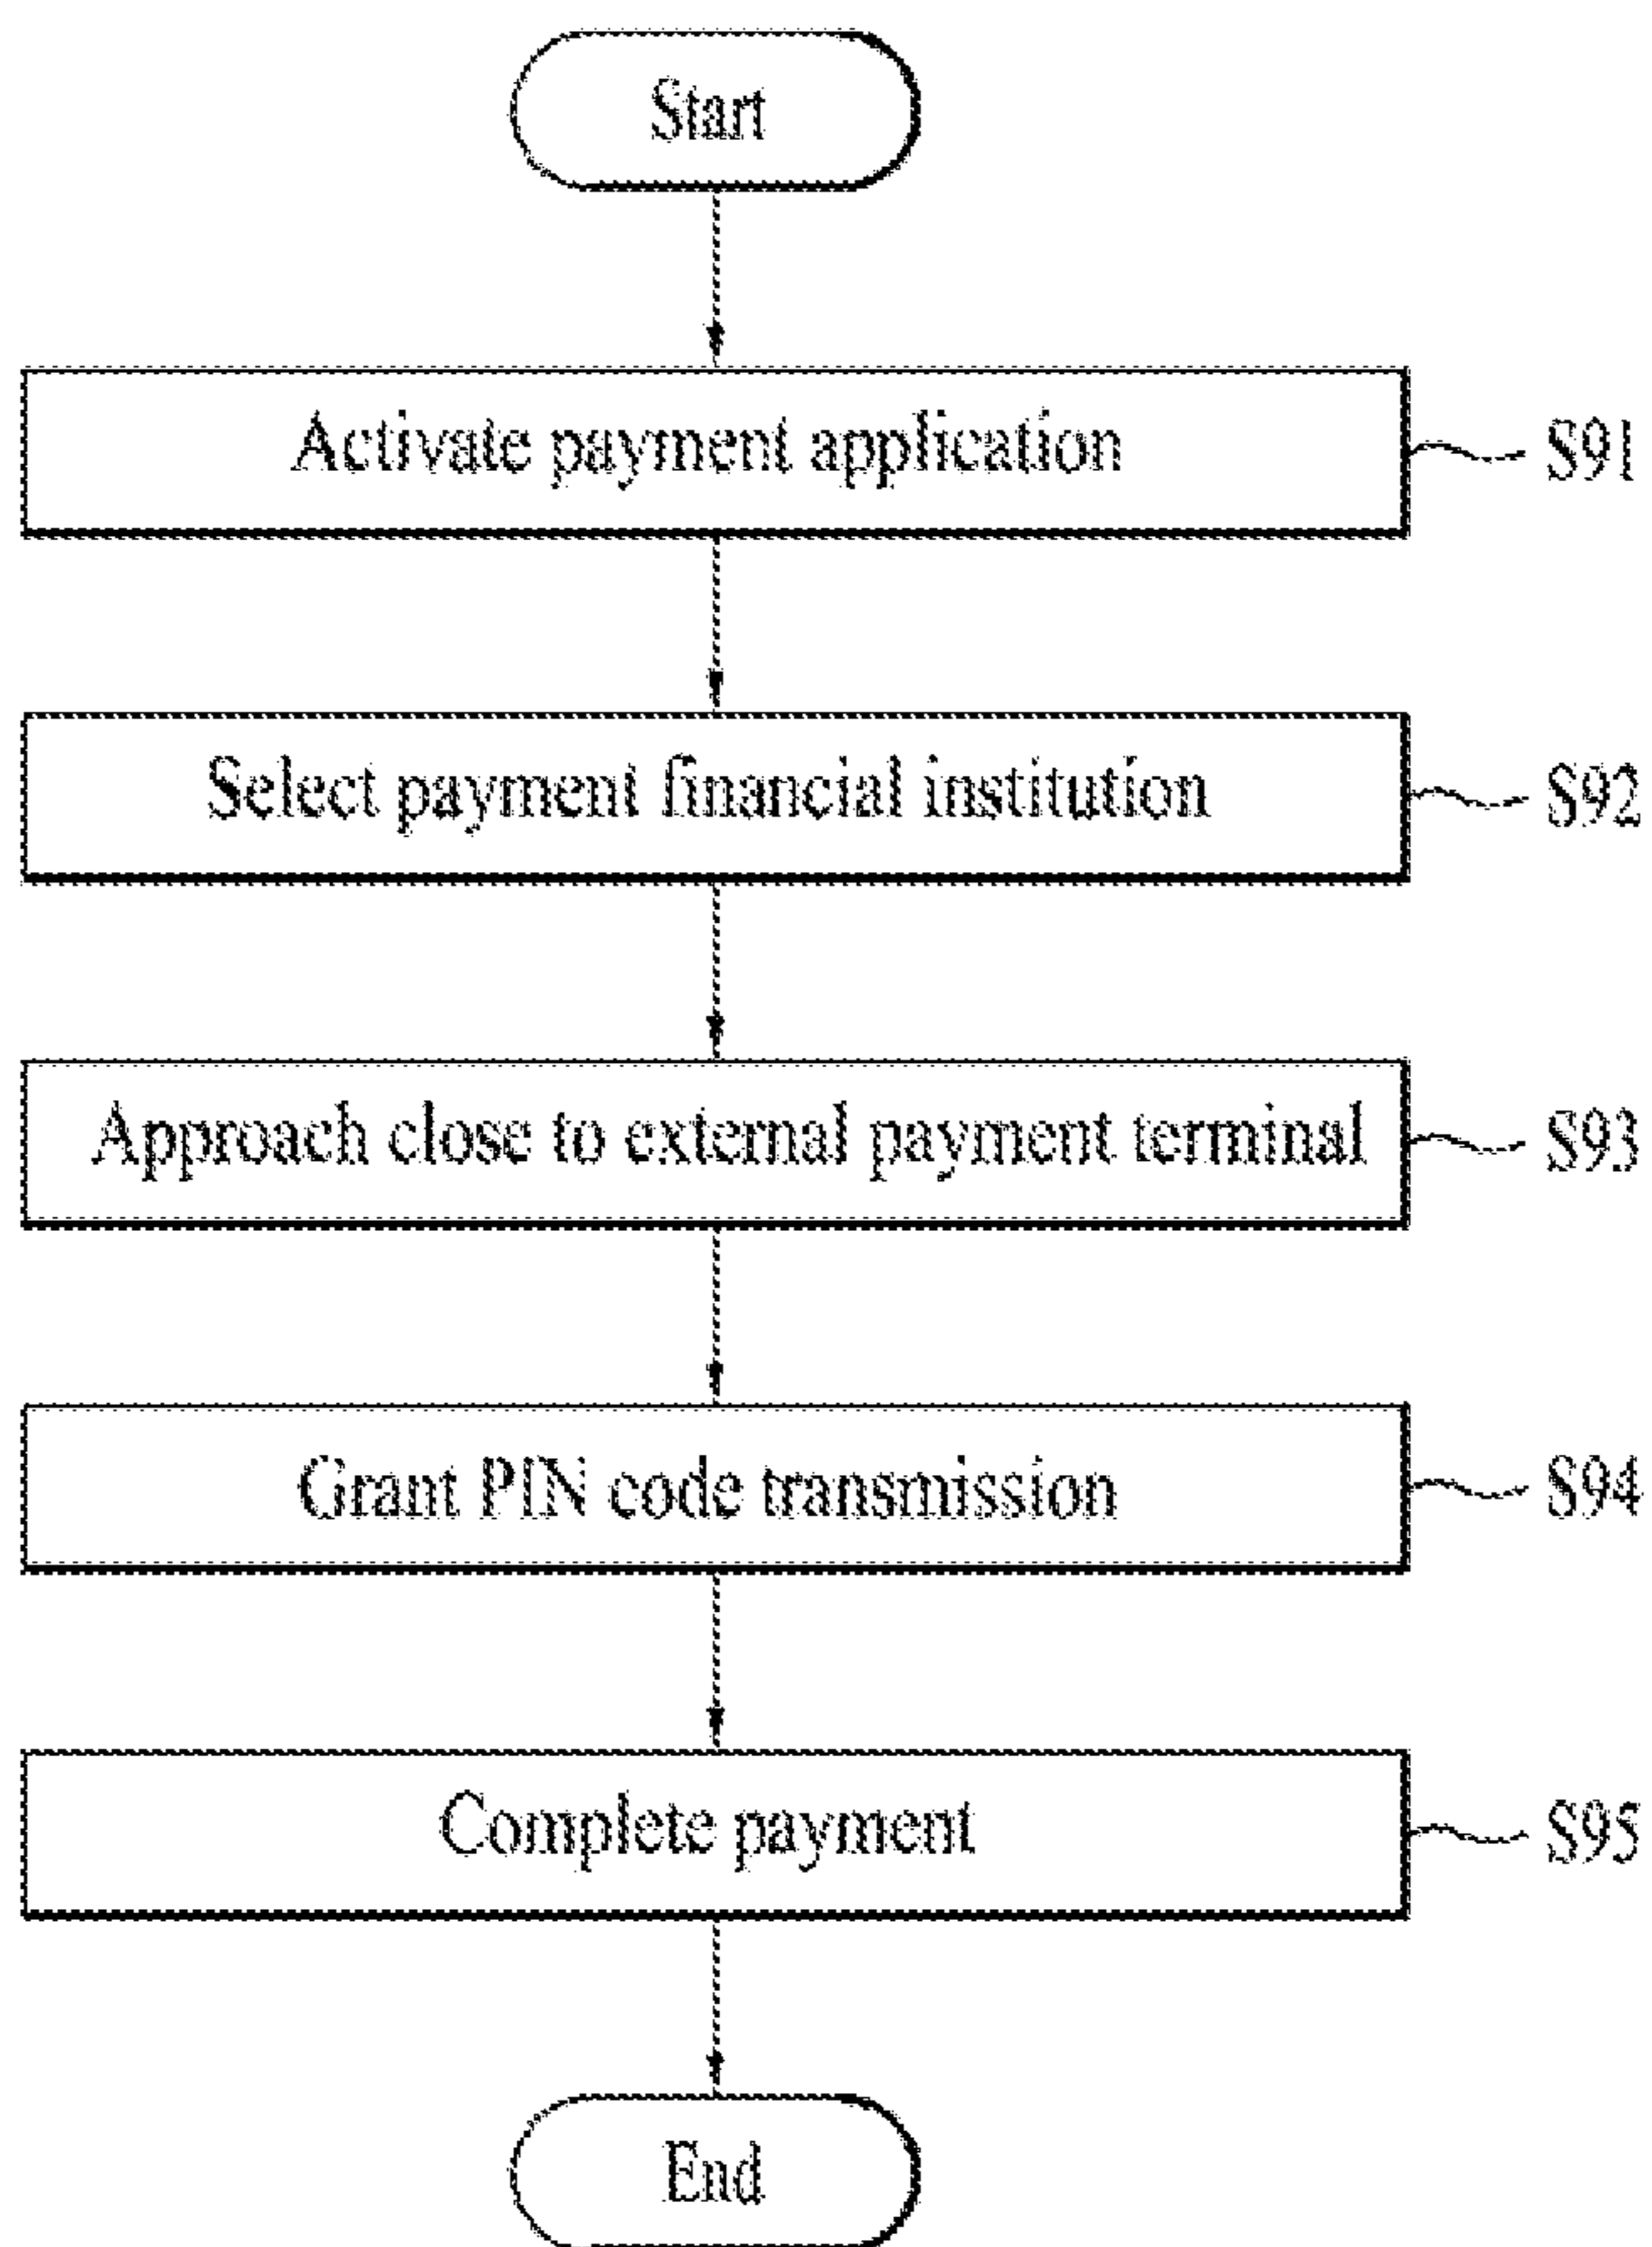 Start
Activate payment application S91
Select payment financial institution S92
Approach close to external payment terminal S93
Grant PIN code transmission S94
Complete payment S95
End